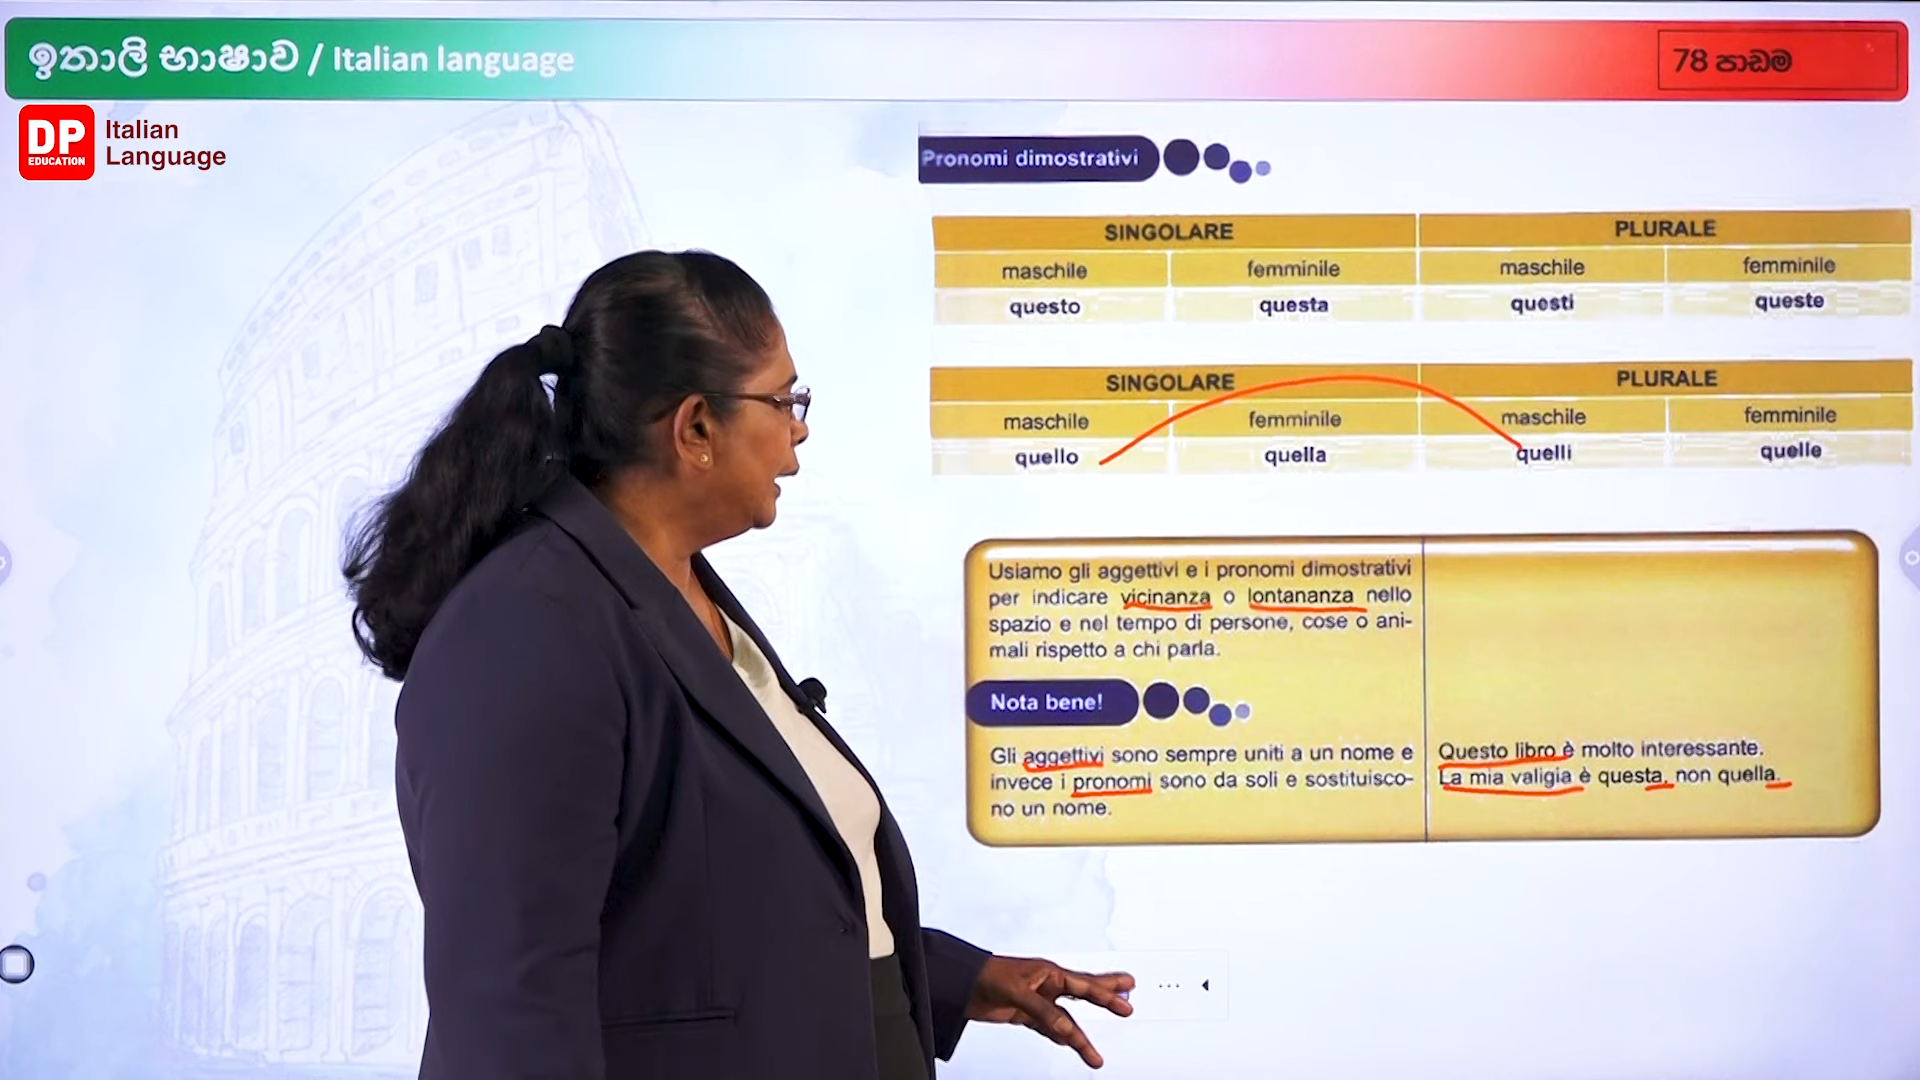 ඉතාලි භාෂාව / Italian language
78 පාඩම
DP
EDUCATION
Italian
Language
Pronomi dimostrativi
SINGOLARE PLURALE
maschile femminile maschile femminile
questo questa questi queste
SINGOLARE PLURALE
maschile femminile maschile femminile
quello quella quelli quelle
Usiamo gli aggettivi e i pronomi dimostrativi
per indicare vicinanza o lontananza nello
spazio e nel tempo di persone, cose o ani-
mali rispetto a chi parla.
Nota bene!
Gli aggettivi sono sempre uniti a un nome e
invece i pronomi sono da soli e sostituisco-
no un nome.
Questo libro è molto interessante.
La mia valigia è questa, non quella.